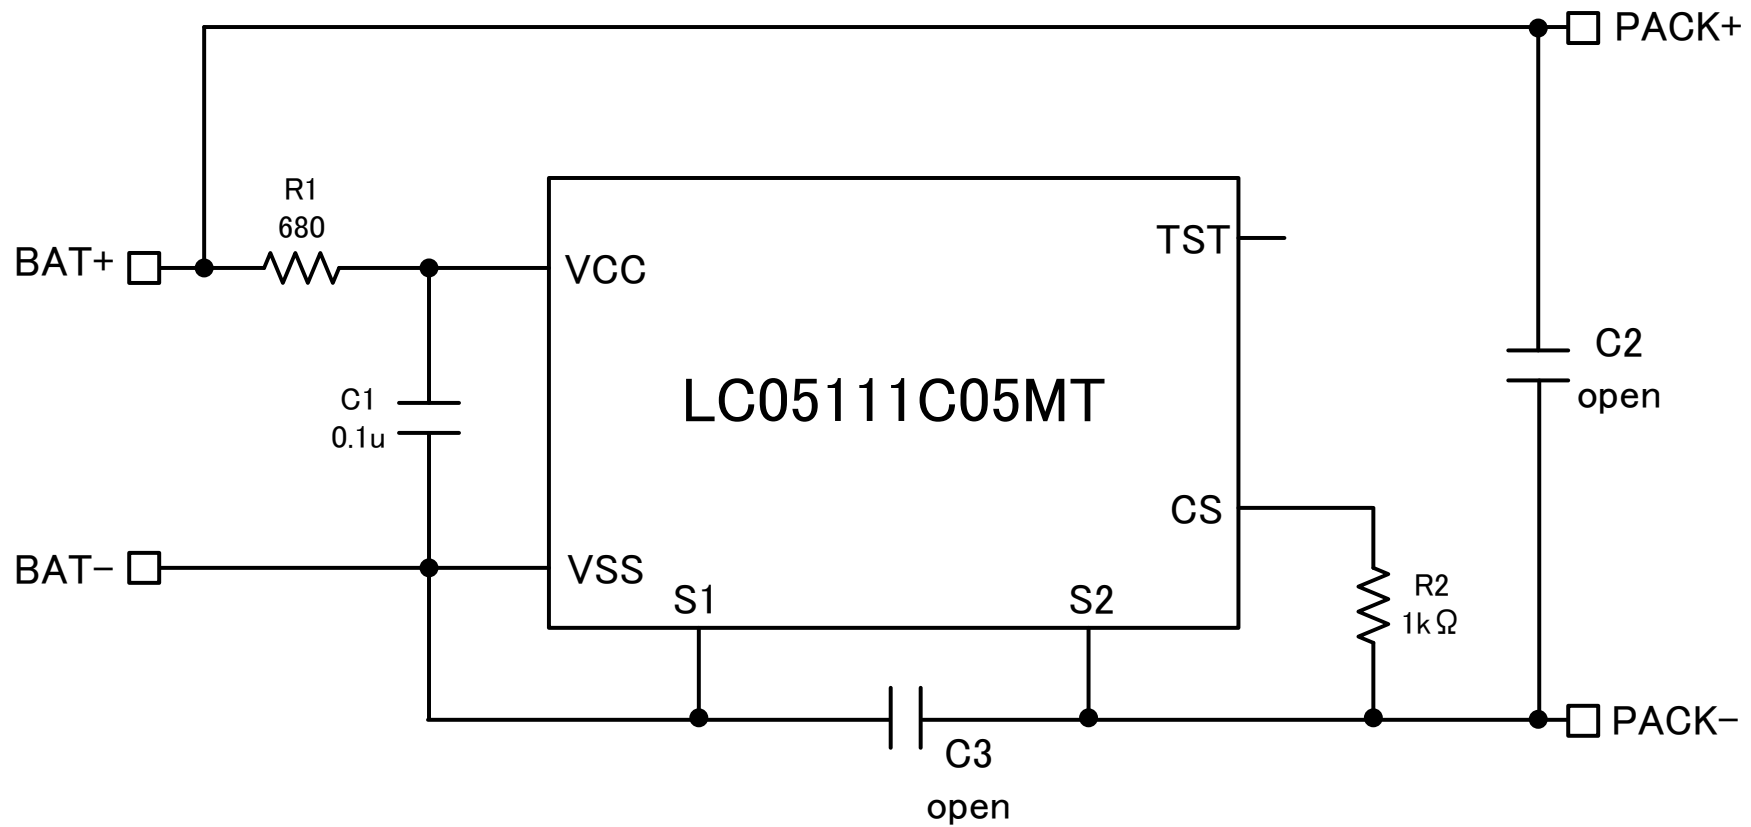 PACK+
R1
680
TST
BAT+
VCC
C2
open
LC05111C05MT
C1
0.1u
CS
BAT−
VSS
S1
S2
R2
1kΩ
PACK−
C3
open